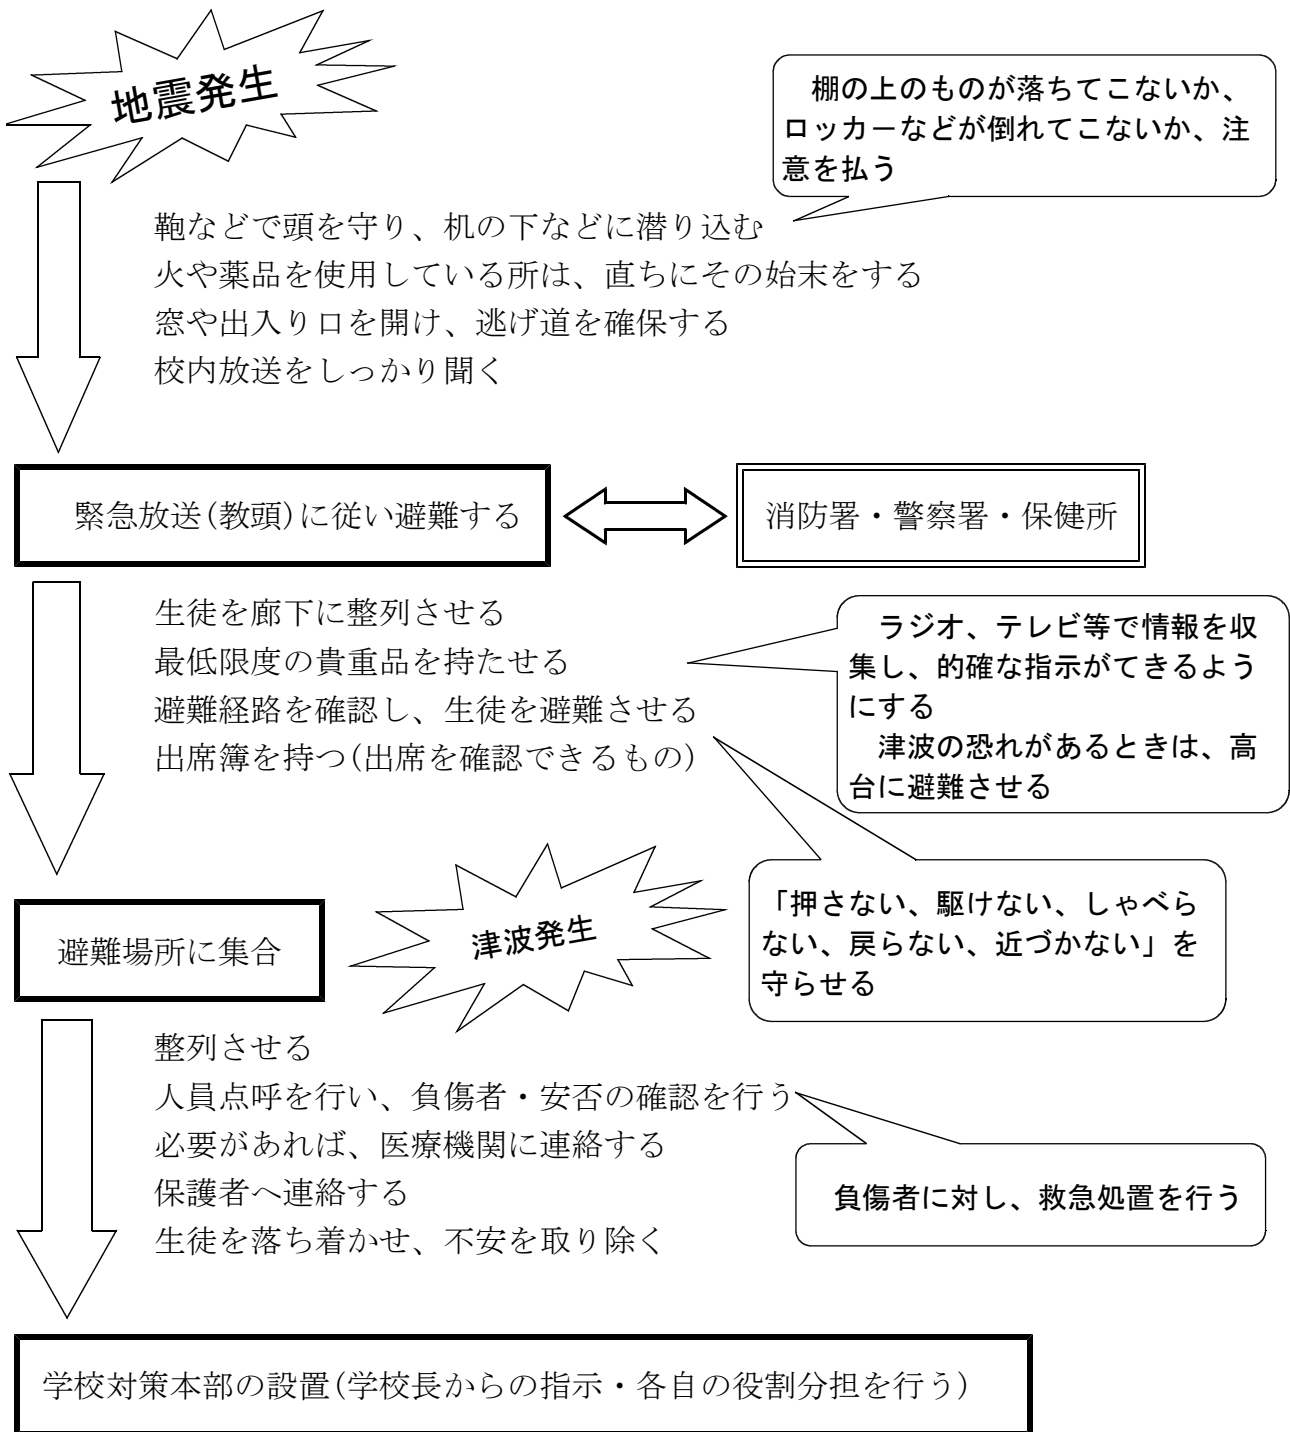 地震発生
棚の上のものが落ちてこないか、
ロッカーなどが倒れてこないか、注
意を払う
鞄などで頭を守り、机の下などに潜り込む
火や薬品を使用している所は、直ちにその始末をする
窓や出入り口を開け、逃げ道を確保する
校内放送をしっかり聞く
緊急放送(教頭)に従い避難する
消防署・警察署・保健所
生徒を廊下に整列させる
最低限度の貴重品を持たせる
避難経路を確認し、生徒を避難させる
出席簿を持つ(出席を確認できるもの)
ラジオ、テレビ等で情報を収
集し、的確な指示がてきるよう
にする
津波の恐れがあるときは、高
台に避難させる
「押さない、駆けない、しゃべら
ない、戻らない、近づかない」を
守らせる
避難場所に集合
津波発生
整列させる
人員点呼を行い、負傷者・安否の確認を行う
必要があれば、医療機関に連絡する
保護者へ連絡する
生徒を落ち着かせ、不安を取り除く
負傷者に対し、救急処置を行う
学校対策本部の設置(学校長からの指示・各自の役割分担を行う)